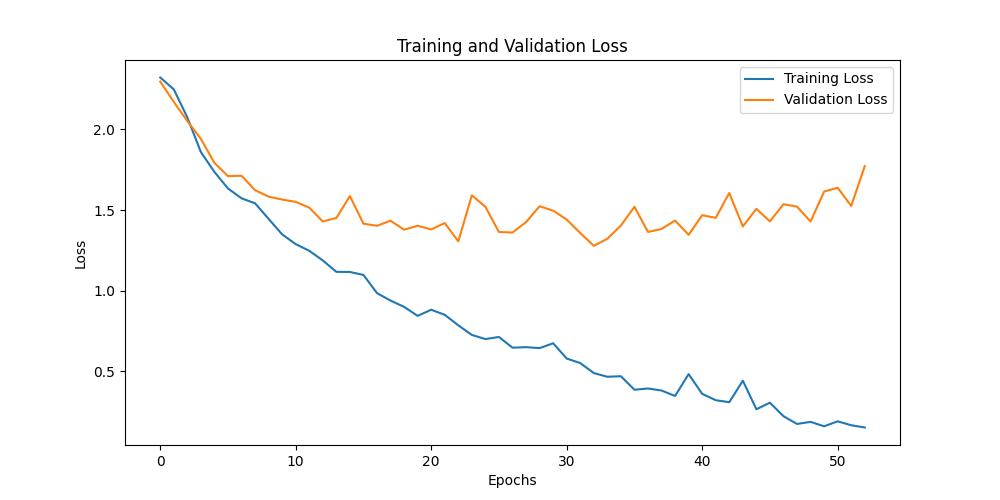 Training and Validation Loss
Training Loss
Validation Loss
2.0
1.5
1.0
0.5
Loss
0 10 20 30 40 50
Epochs